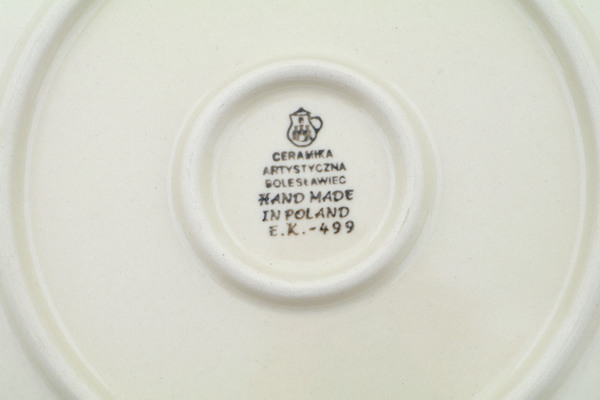 CERAMIKA
ARTYSTYCZNA
BOLESŁAWIEC
HAND MADE
IN POLAND
E.K.-499